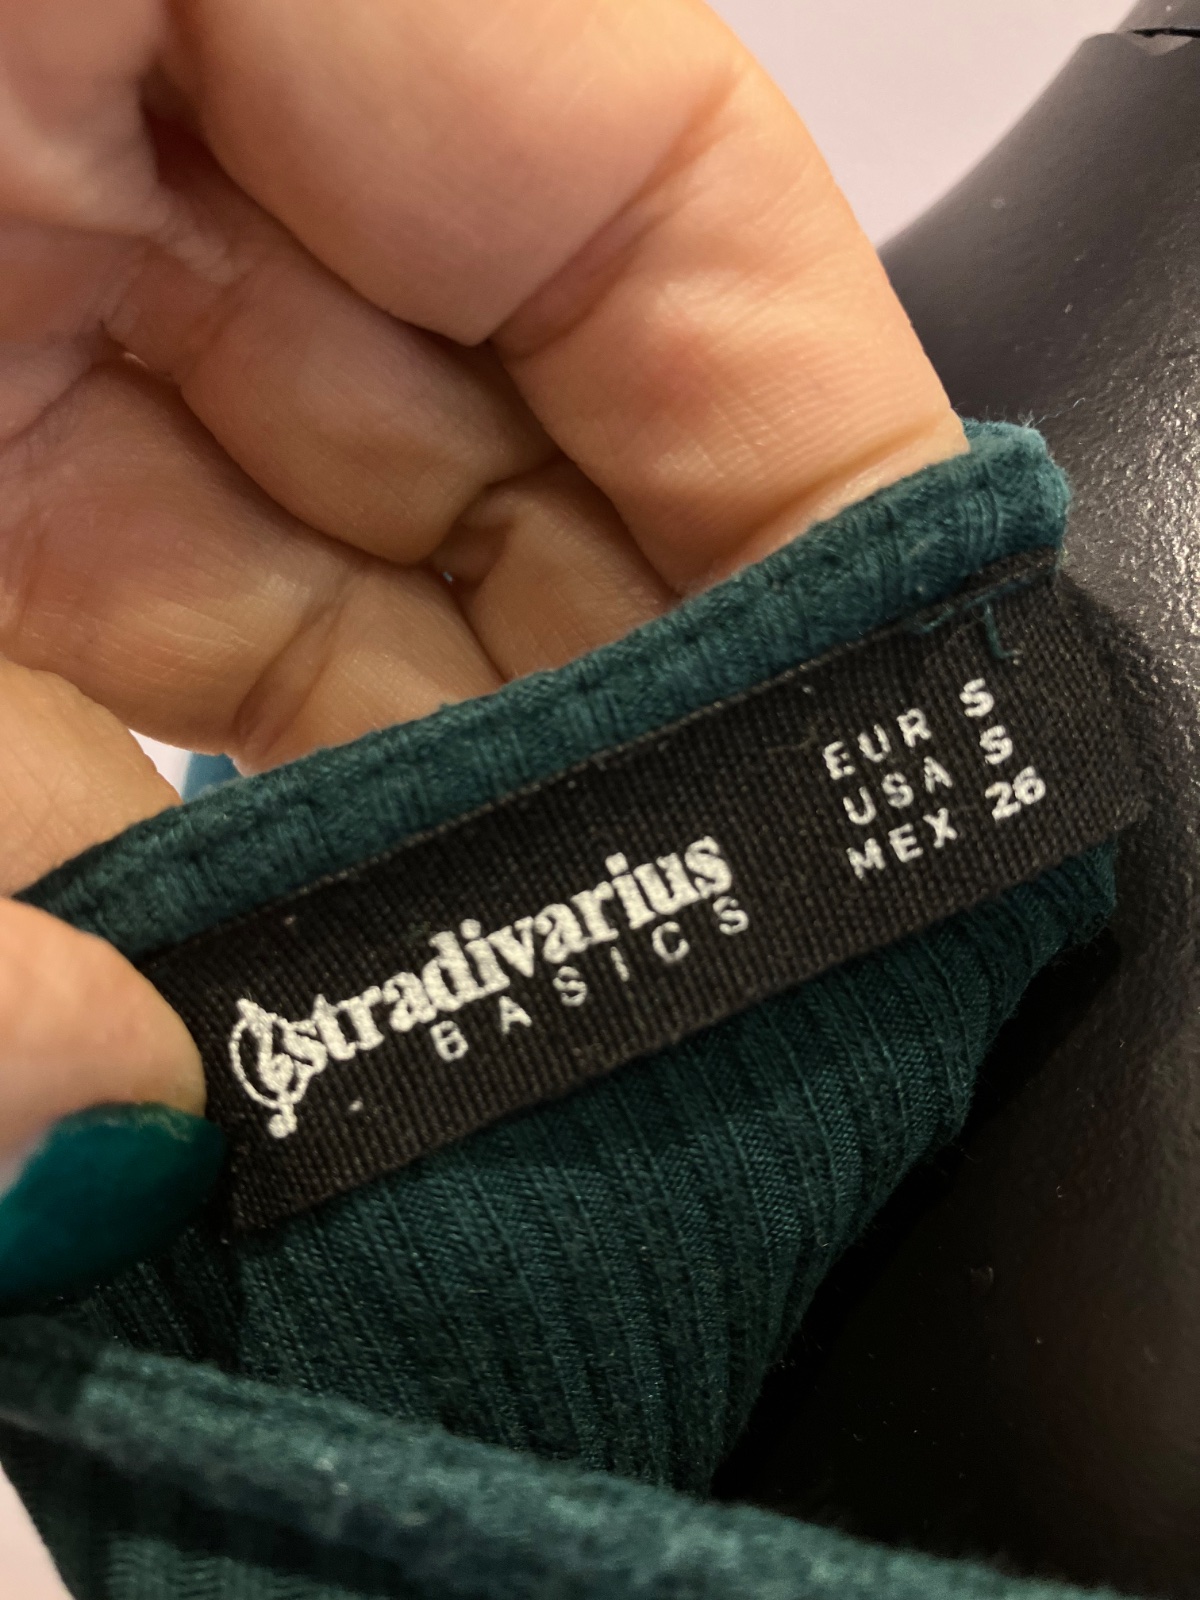 stradivarius
BASICS
EUR S
USA S
MEX 26